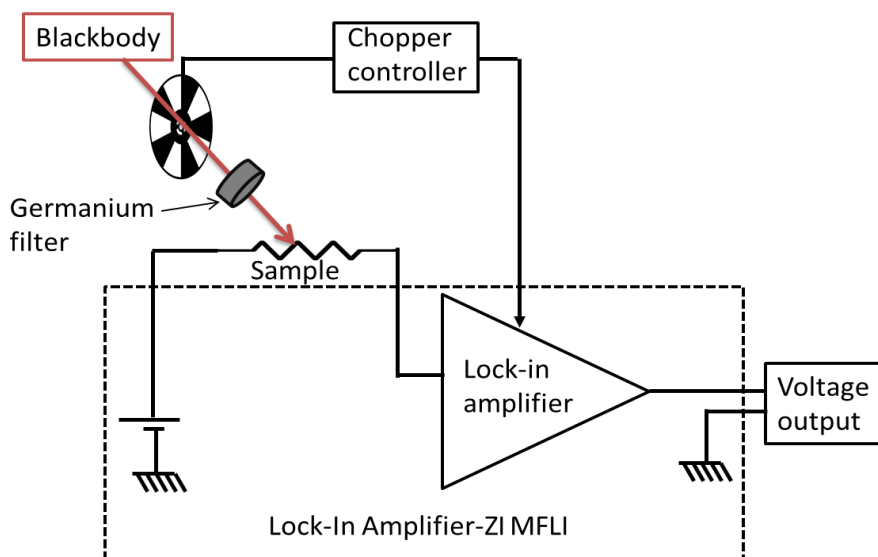 Blackbody
Chopper
controller
Germanium
filter
Sample
Lock-in
amplifier
Voltage
output
Lock-In Amplifier-ZI MFLI